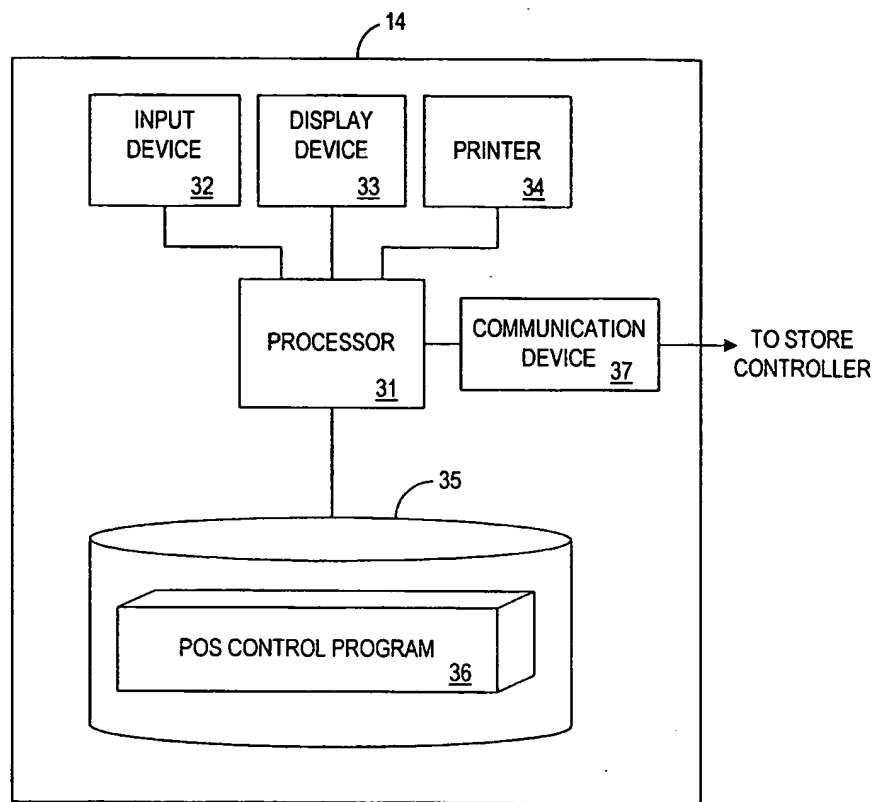 14
INPUT
DEVICE
32
DISPLAY
DEVICE
33
PRINTER
34
PROCESSOR
31
COMMUNICATION
DEVICE
37
TO STORE
CONTROLLER
35
POS CONTROL PROGRAM
36